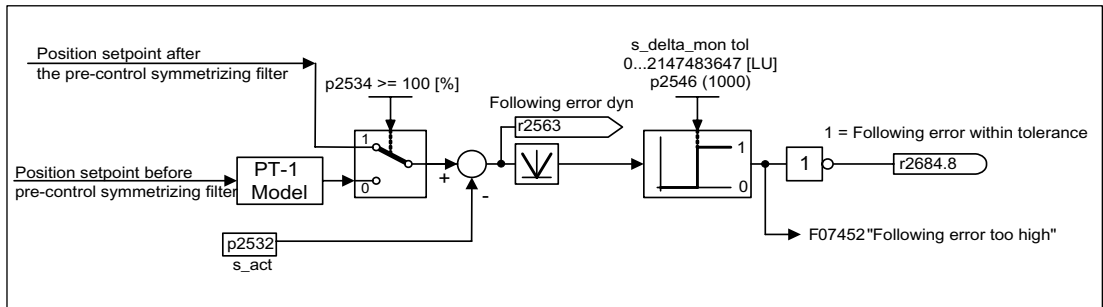 Position setpoint after
the pre-control symmetrizing filter
p2534 >= 100 [%]
s_delta_mon tol
0...2147483647 [LU]
p2546 (1000)
Following error dyn
r2563
1 = Following error within tolerance
1
0
Position setpoint before
pre-control symmetrizing filter
PT-1
Model
+
-
1
0
1
r2684.8
p2532
s_act
F07452"Following error too high"